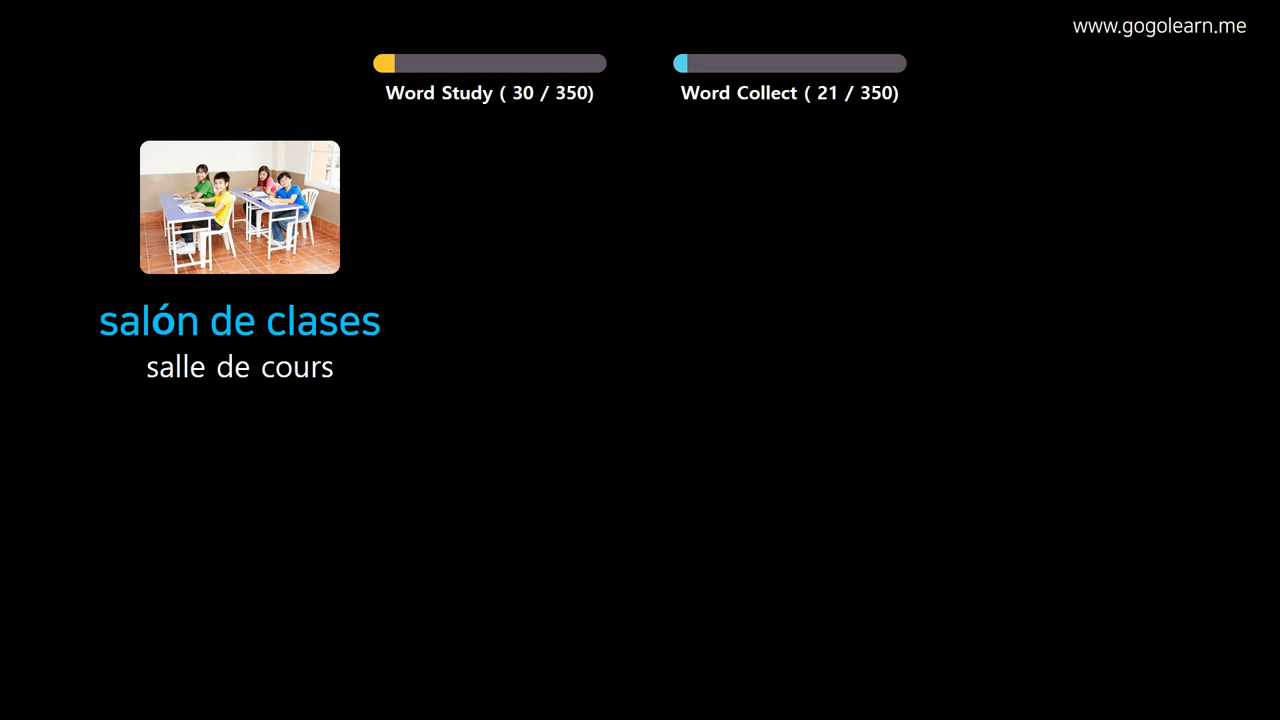 www.gogolearn.me
Word Study ( 30 / 350)
Word Collect ( 21 / 350)
salón de clases
salle de cours